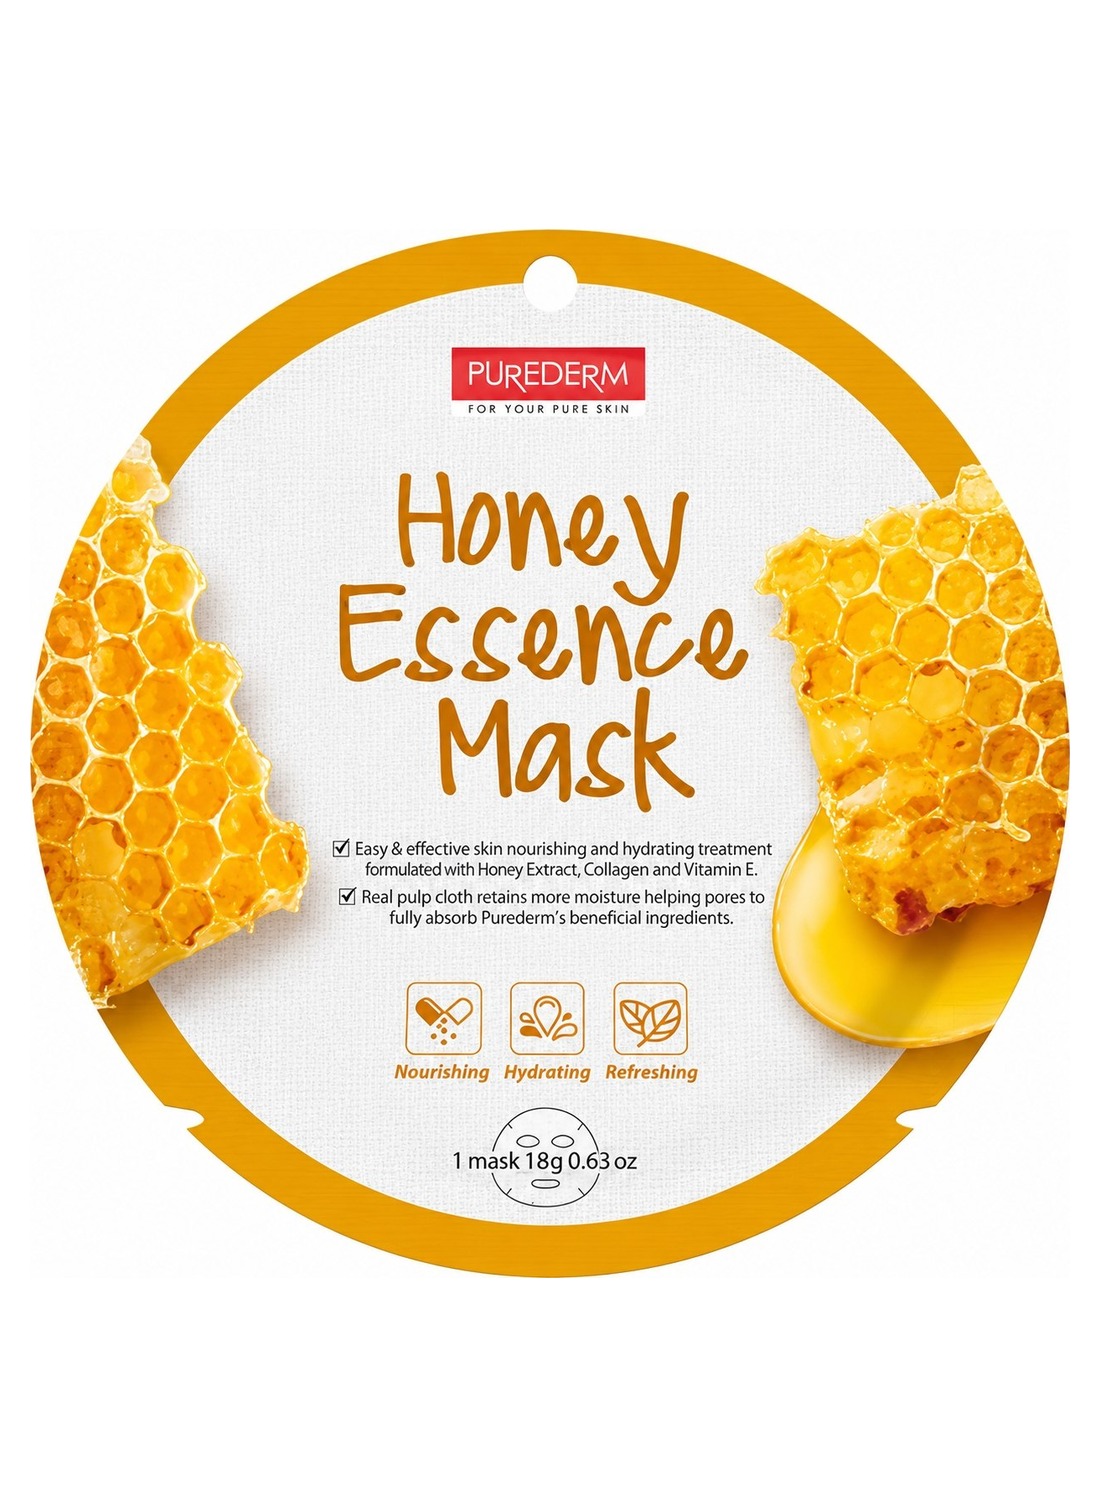 PUREDERM
FOR YOUR PURE SKIN
Honey
Essence
Mask
☑ Easy & effective skin nourishing and hydrating treatment
formulated with Honey Extract, Collagen and Vitamin E.
☑ Real pulp cloth retains more moisture helping pores to
fully absorb Purederm's beneficial ingredients.
Nourishing Hydrating Refreshing
1 mask 18g 0.63 oz